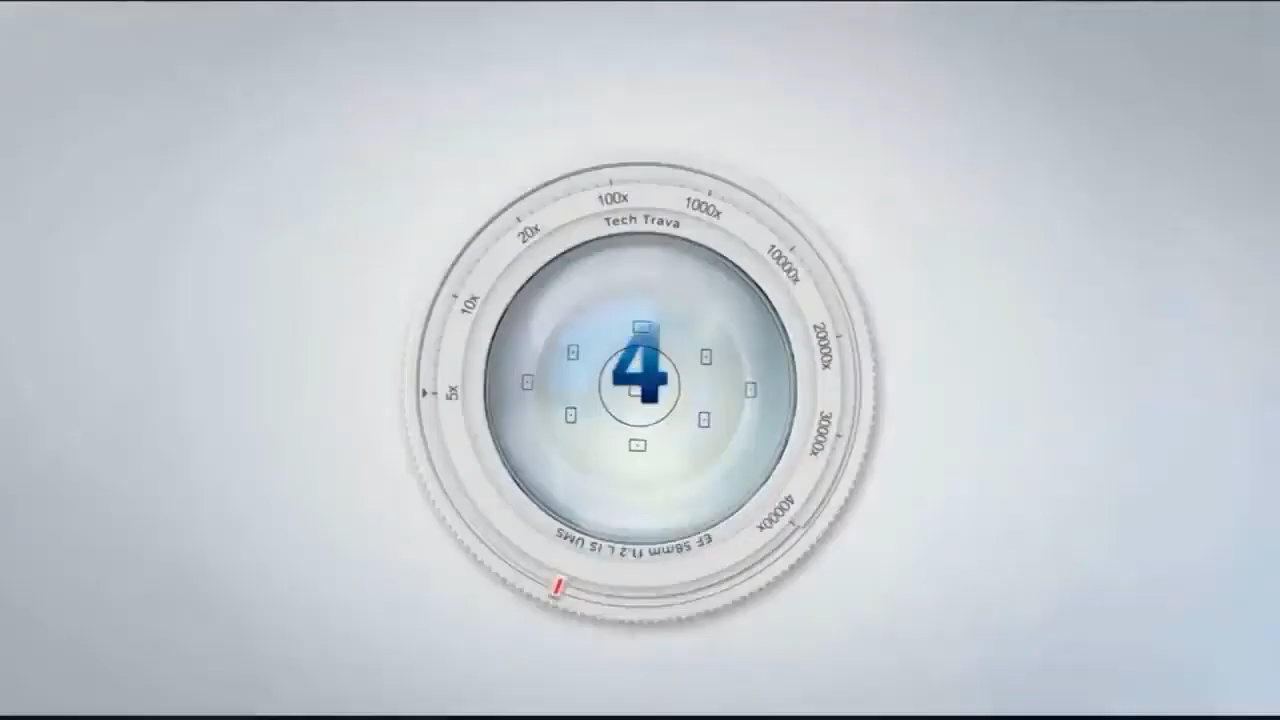 100x
1000x
20x
Tech Trava
10000x
10x
20000x
4
5x
30000x
40000x
EF 58mm f1.2 L IS UMS